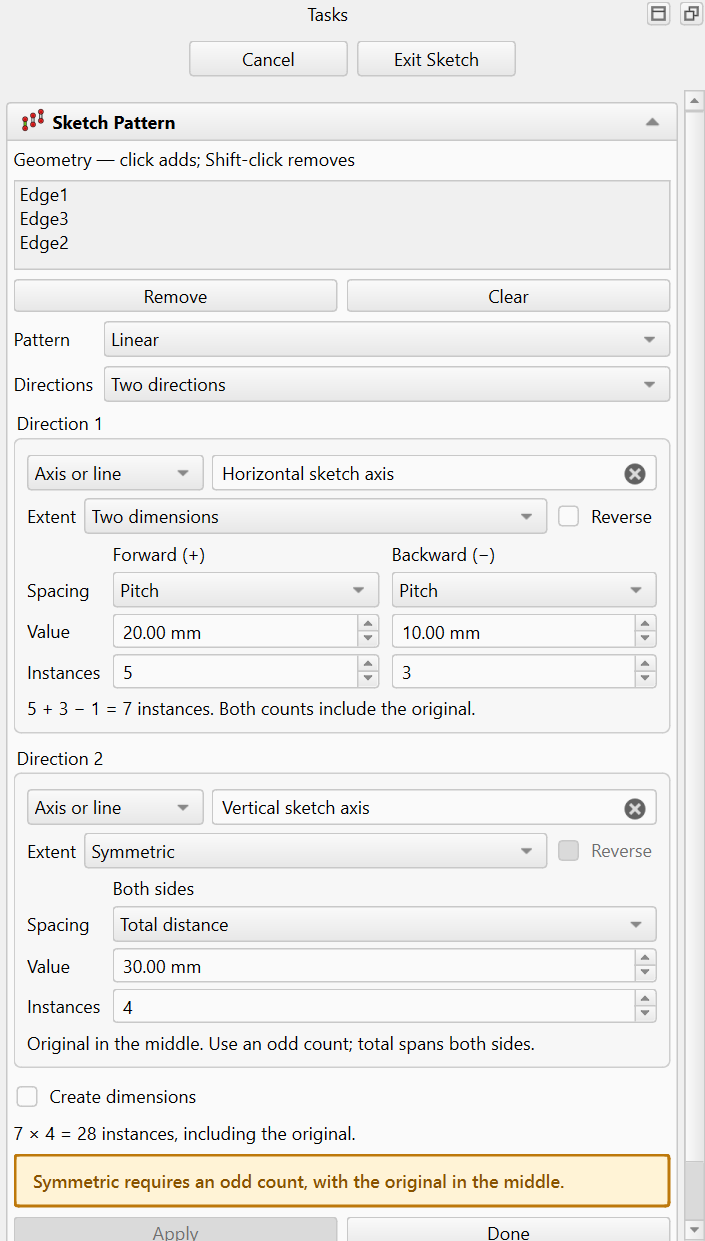 Tasks
Cancel
Exit Sketch
Sketch Pattern
Geometry — click adds; Shift-click removes
Edge1
Edge3
Edge2
Remove
Clear
Pattern
Linear
Directions
Two directions
Direction 1
Axis or line
Horizontal sketch axis
Extent
Two dimensions
Reverse
Forward (+)
Backward (−)
Spacing
Pitch
Pitch
Value
20.00 mm
10.00 mm
Instances
5
3
5 + 3 − 1 = 7 instances. Both counts include the original.
Direction 2
Axis or line
Vertical sketch axis
Extent
Symmetric
Reverse
Both sides
Spacing
Total distance
Value
30.00 mm
Instances
4
Original in the middle. Use an odd count; total spans both sides.
Create dimensions
7 × 4 = 28 instances, including the original.
Symmetric requires an odd count, with the original in the middle.
Apply
Done